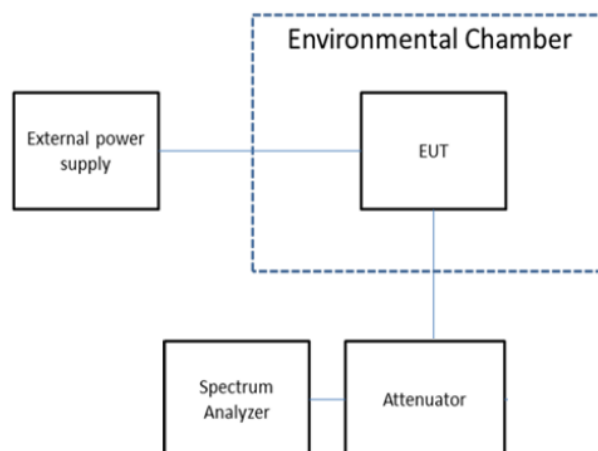 Environmental Chamber
External power
supply
EUT
Spectrum
Analyzer
Attenuator